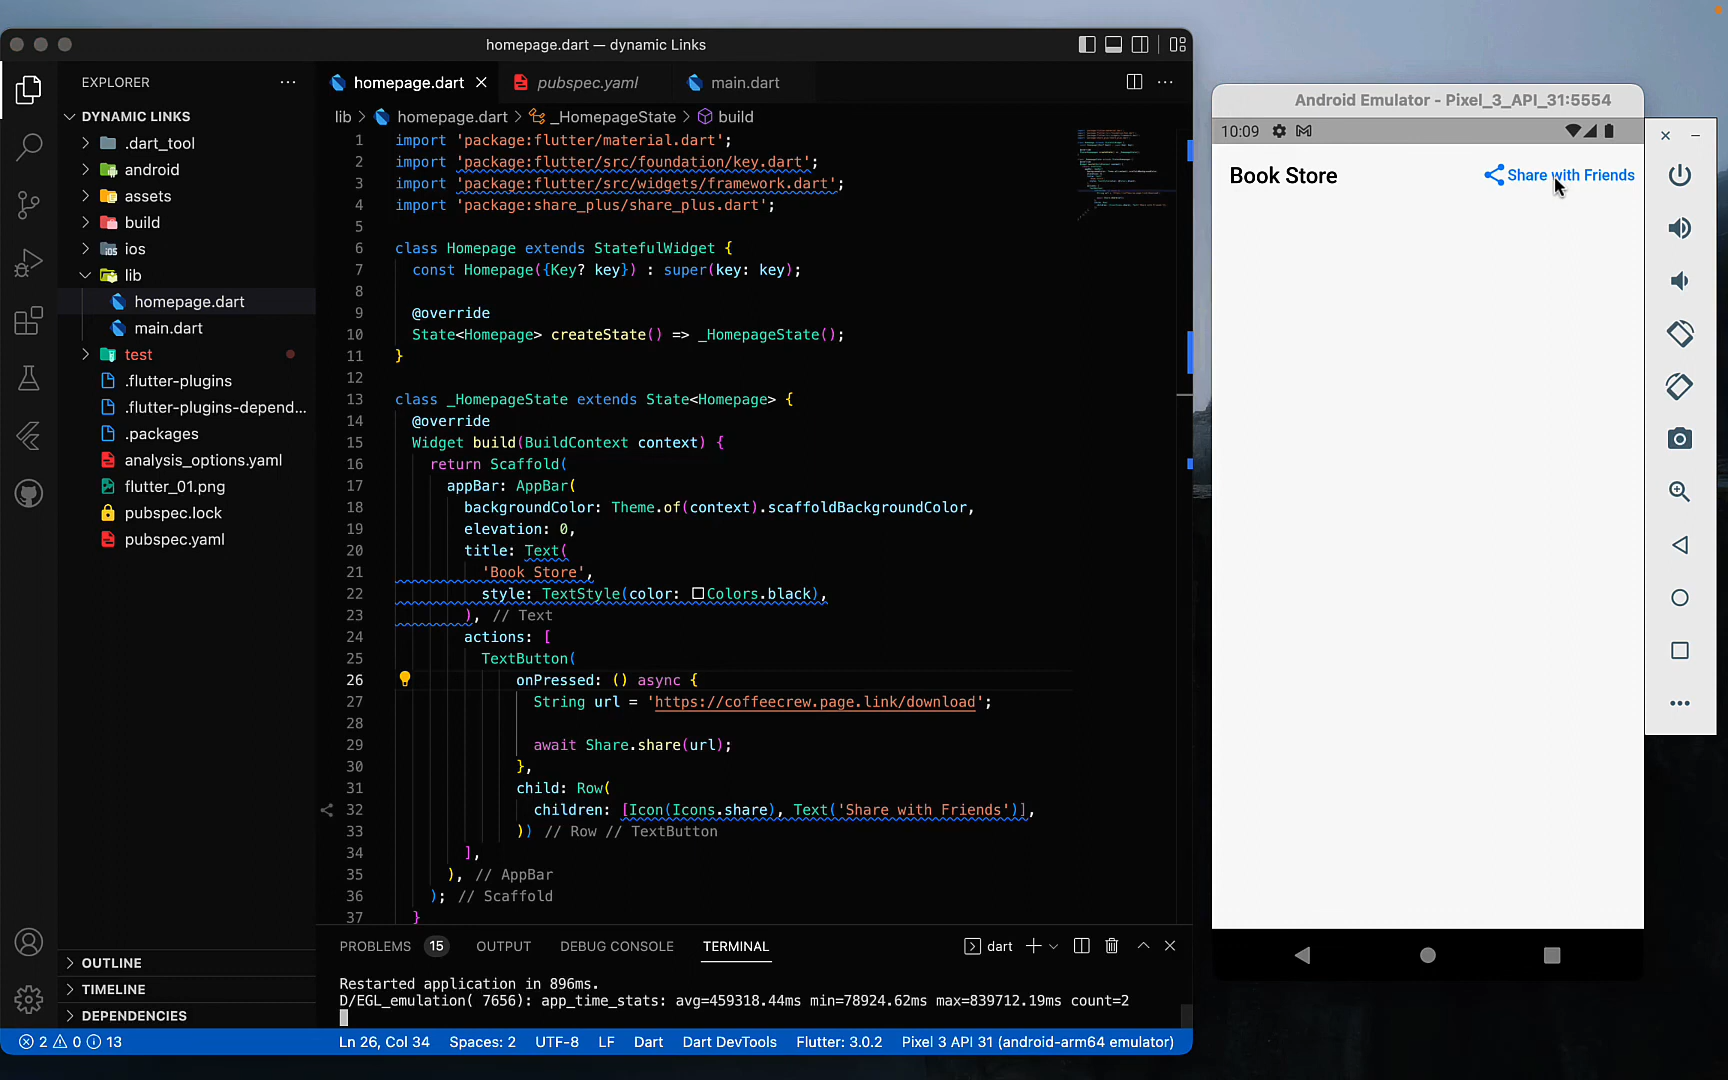 homepage.dart — dynamic Links
EXPLORER
homepage.dart
pubspec.yaml
main.dart
DYNAMIC LINKS
.dart_tool
android
assets
build
ios
lib
homepage.dart
main.dart
test
.flutter-plugins
.flutter-plugins-depend...
.packages
analysis_options.yaml
flutter_01.png
pubspec.lock
pubspec.yaml
OUTLINE
TIMELINE
DEPENDENCIES
lib > homepage.dart > _HomepageState > build
1 import 'package:flutter/material.dart';
2 import 'package:flutter/src/foundation/key.dart';
3 import 'package:flutter/src/widgets/framework.dart';
4 import 'package:share_plus/share_plus.dart';
5
6 class Homepage extends StatefulWidget {
7 const Homepage({Key? key}) : super(key: key);
8
9 @override
10 State<Homepage> createState() => _HomepageState();
11 }
12
13 class _HomepageState extends State<Homepage> {
14 @override
15 Widget build(BuildContext context) {
16 return Scaffold(
17 appBar: AppBar(
18 backgroundColor: Theme.of(context).scaffoldBackgroundColor,
19 elevation: 0,
20 title: Text(
21 'Book Store',
22 style: TextStyle(color: Colors.black),
23 ), // Text
24 actions: [
25 TextButton(
26 onPressed: () async {
27 String url = 'https://coffeecrew.page.link/download';
28
29 await Share.share(url);
30 },
31 child: Row(
32 children: [Icon(Icons.share), Text('Share with Friends')],
33 )) // Row // TextButton
34 ],
35 ), // AppBar
36 ); // Scaffold
37 }
PROBLEMS 15 OUTPUT DEBUG CONSOLE TERMINAL dart
Restarted application in 896ms.
D/EGL_emulation( 7656): app_time_stats: avg=459318.44ms min=78924.62ms max=839712.19ms count=2
2 0 13 Ln 26, Col 34 Spaces: 2 UTF-8 LF Dart Dart DevTools Flutter: 3.0.2 Pixel 3 API 31 (android-arm64 emulator)
Android Emulator - Pixel_3_API_31:5554
10:09
Book Store
Share with Friends